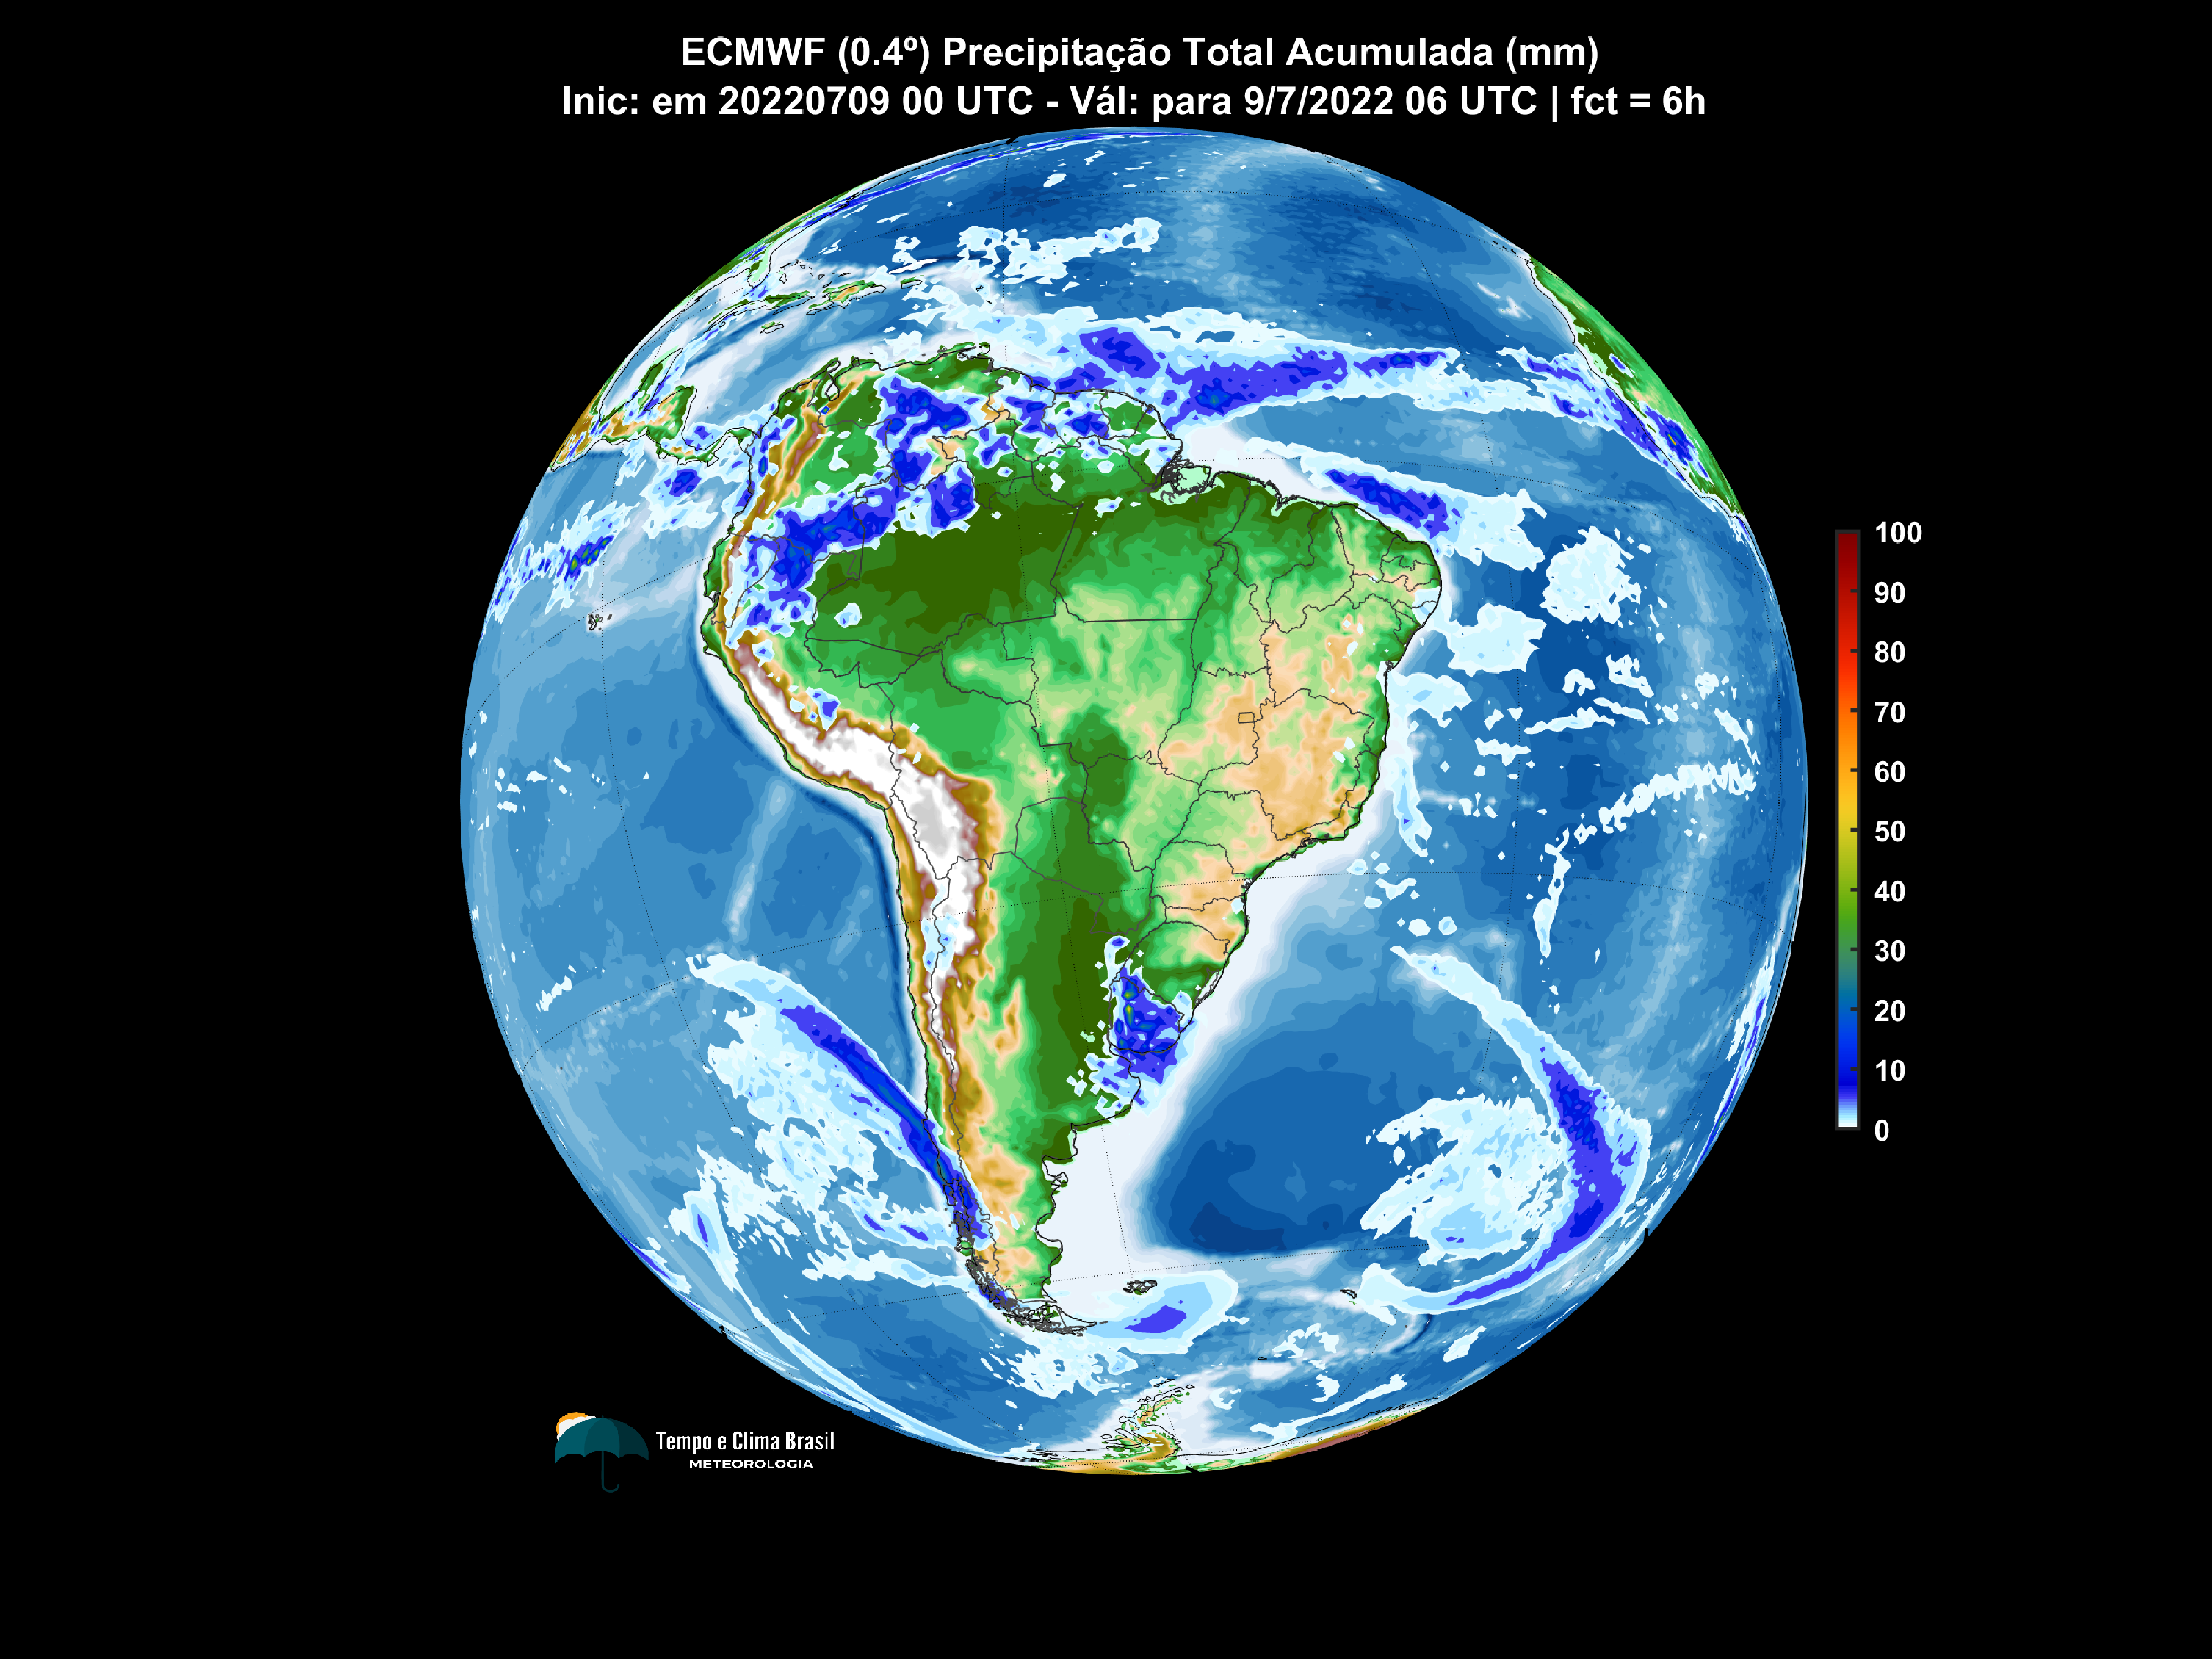 ECMWF (0.4º) Precipitação Total Acumulada (mm)
Inic: em 20220709 00 UTC - Vál: para 9/7/2022 06 UTC | fct = 6h
100
90
80
70
60
50
40
30
20
10
0
Tempo e Clima Brasil
METEOROLOGIA